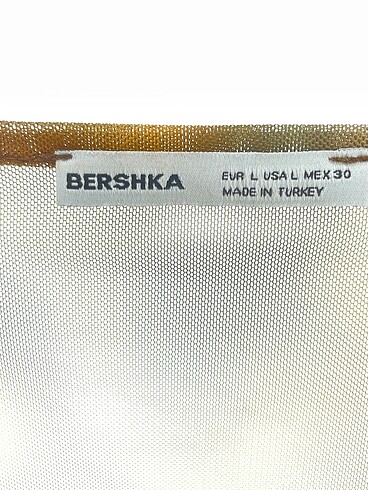 BERSHKA
EUR L USA L MEX 30
MADE IN TURKEY